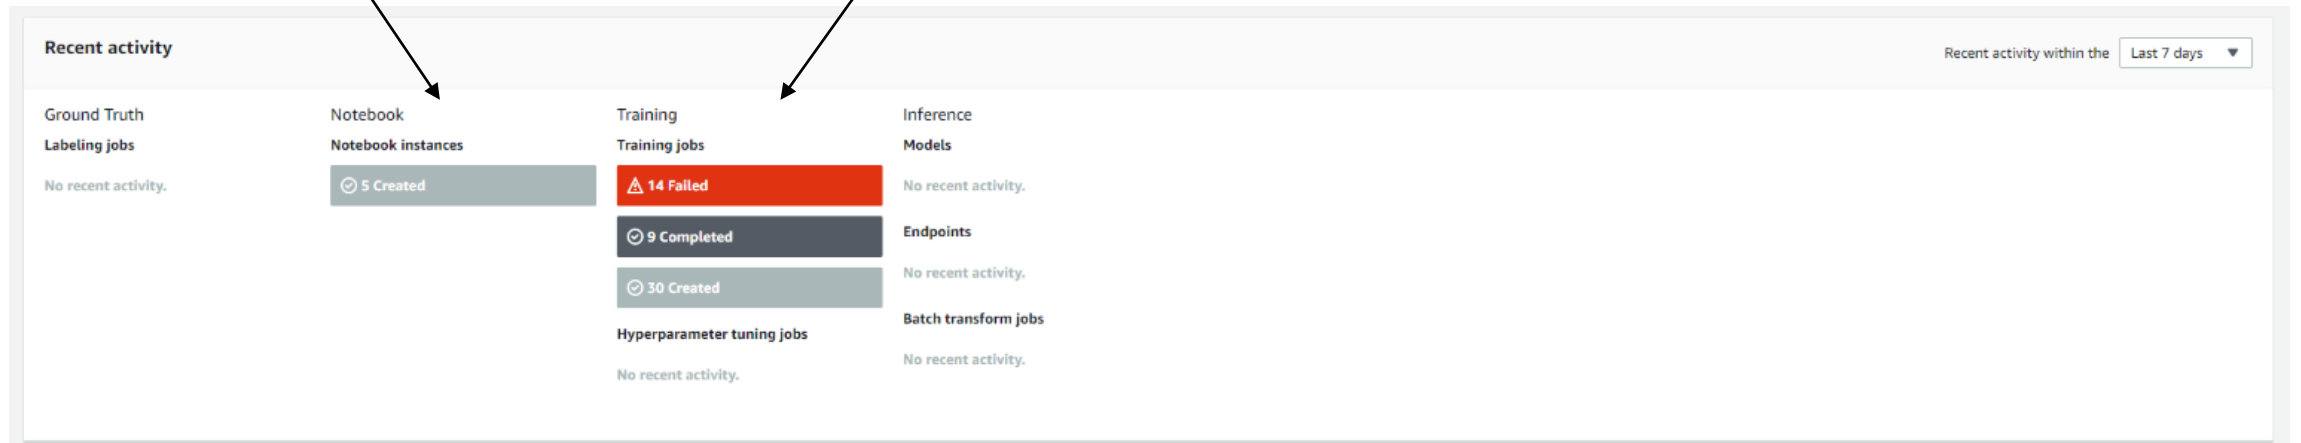 Recent activity
Recent activity within the Last 7 days
Ground Truth
Labeling jobs
No recent activity.
Notebook
Notebook instances
5 Created
Training
Training jobs
14 Failed
9 Completed
30 Created
Hyperparameter tuning jobs
No recent activity.
Inference
Models
No recent activity.
Endpoints
No recent activity.
Batch transform jobs
No recent activity.